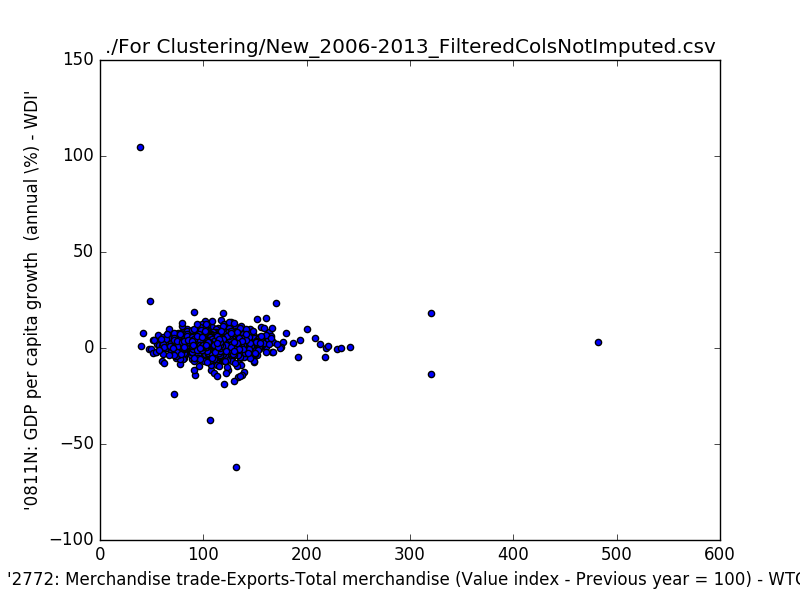 ./For Clustering/New_2006-2013_FilteredColsNotImputed.csv
'0811N: GDP per capita growth  (annual \%) - WDI'
150
100
50
0
−50
−100
0 100 200 300 400 500 600
'2772: Merchandise trade-Exports-Total merchandise (Value index - Previous year = 100) - WTO